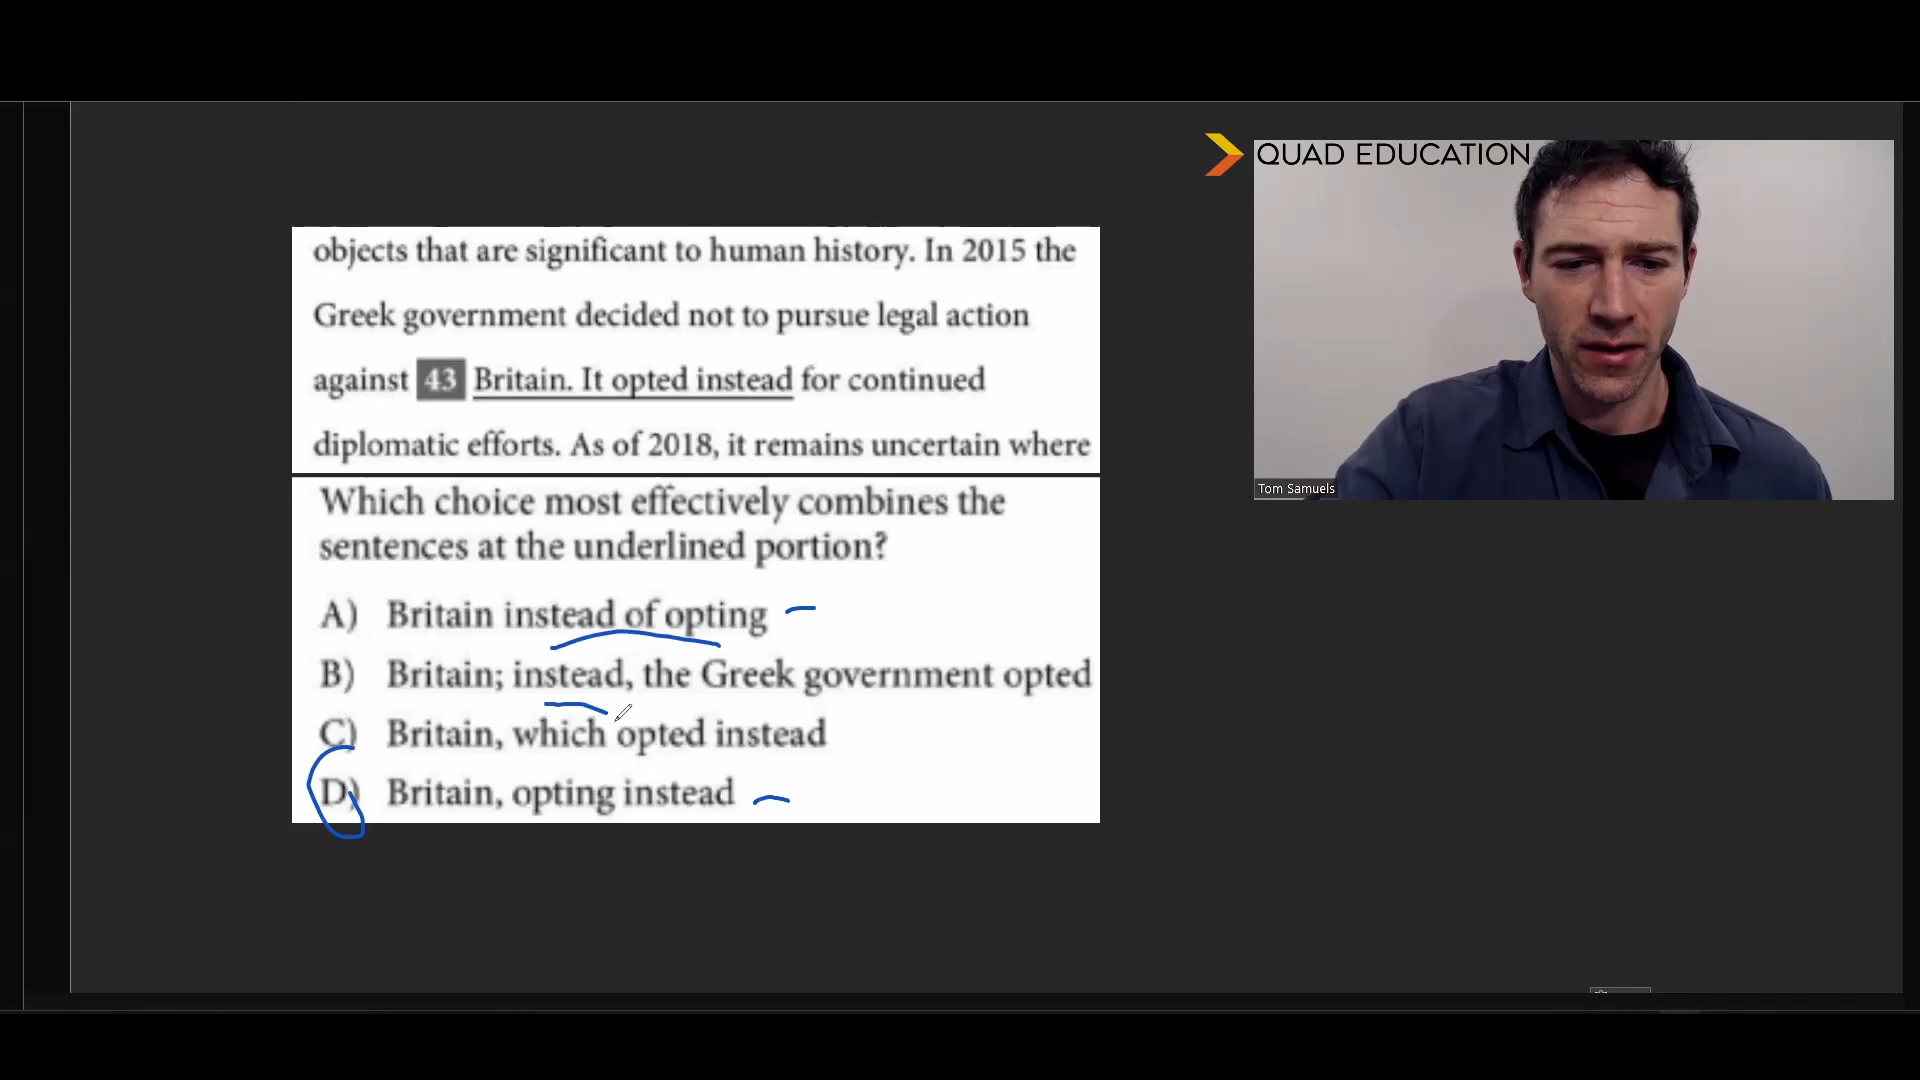 QUAD EDUCATION
objects that are significant to human history. In 2015 the
Greek government decided not to pursue legal action
against 43 Britain. It opted instead for continued
diplomatic efforts. As of 2018, it remains uncertain where
Which choice most effectively combines the
sentences at the underlined portion?
A) Britain instead of opting
B) Britain; instead, the Greek government opted
C) Britain, which opted instead
D) Britain, opting instead
Tom Samuels